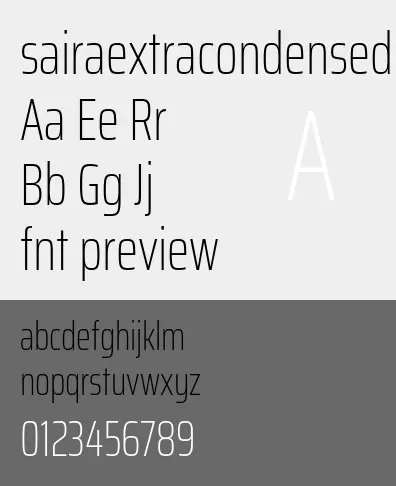 sairaextracondensed
Aa Ee Rr
A
Bb Gg Jj
fnt preview
abcdefghijklm
nopqrstuvwxyz
0123456789